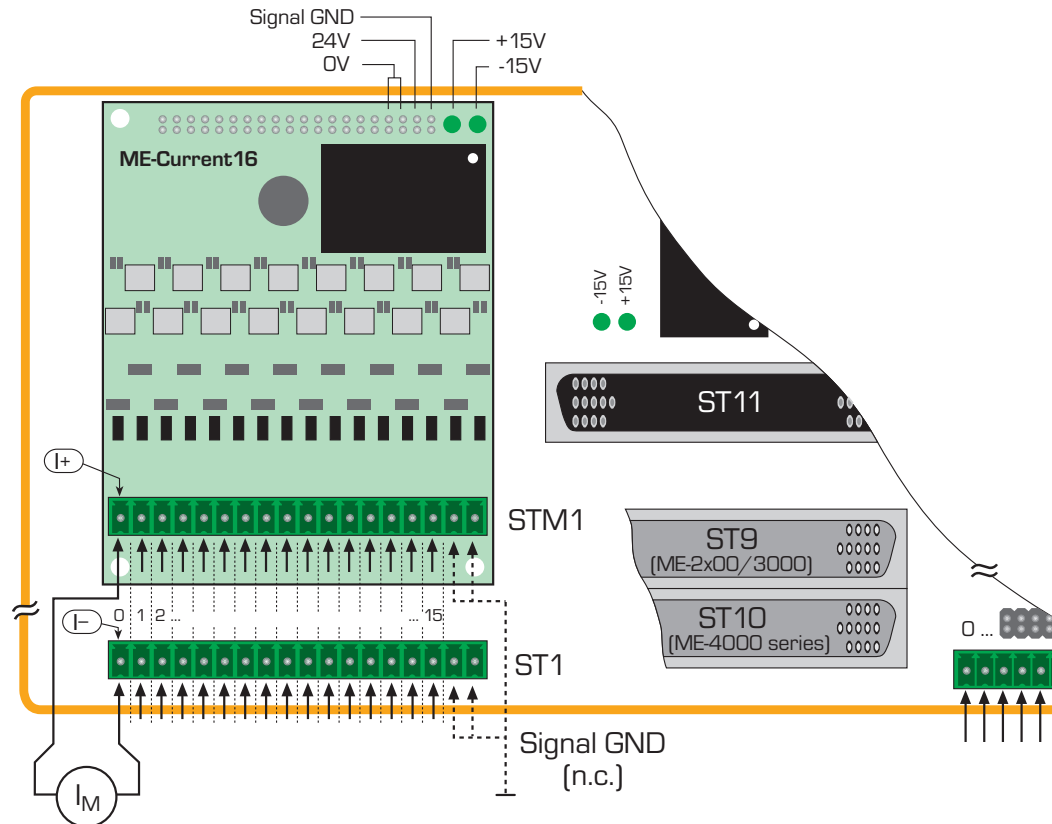 Signal GND
24V
0V
+15V
-15V
ME-Current16
-15V
+15V
ST11
I+
STM1
ST9
(ME-2x00/3000)
I–
0 1 2 ... ... 15
ST10
(ME-4000 series)
0 ...
ST1
Signal GND
(n.c.)
IM